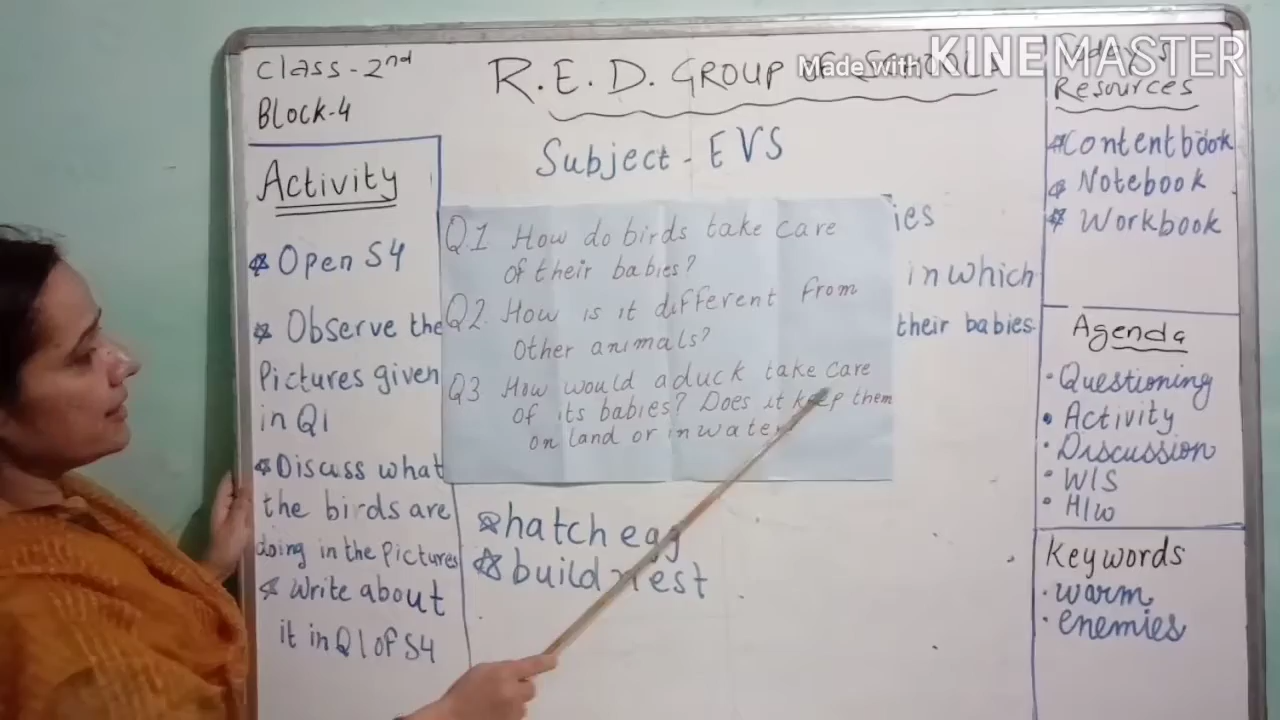 Class-2nd
Block-4
R.E.D. GROUP OF SCHOOLS
Made with KINEMASTER
Subject - EVS
Activity
Open S4
Observe the
Pictures given
in Q1
Discuss what
the birds are
doing in the pictures
Write about
it in Q1 of S4
Q.1 How do birds take care
of their babies?
Q2. How is it different from
Other animals?
Q3 How would a duck take care
of its babies? Does it keep them
on land or in water
ies
in which
their babies.
hatch egg
build nest
Today's
Resources
Contentbook
Notebook
Workbook
Agenda
Questioning
Activity
Discussion
W/S
H/w
Keywords
warm
enemies